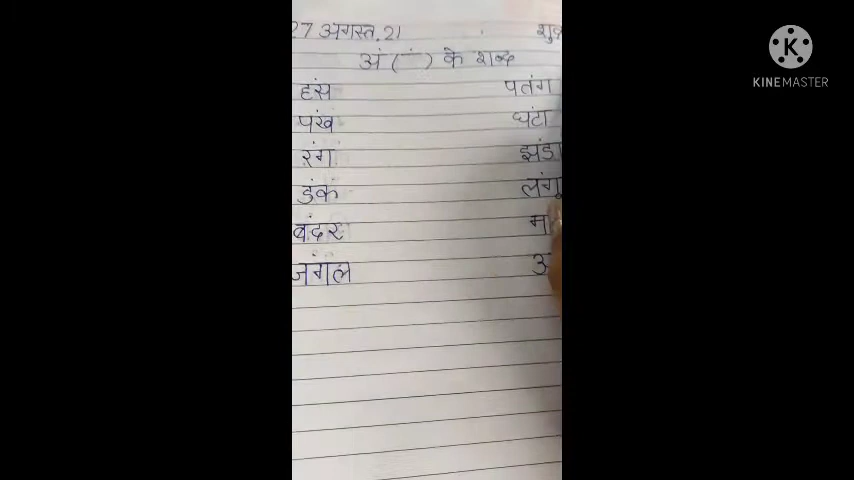 27 अगस्त. 21 शुक्
अं ( ं ) के शब्द
हंस पतंग
पंख घंटा
रंग झंडा
डंक लंगू
बंदर म
जंगल अ
KINEMASTER